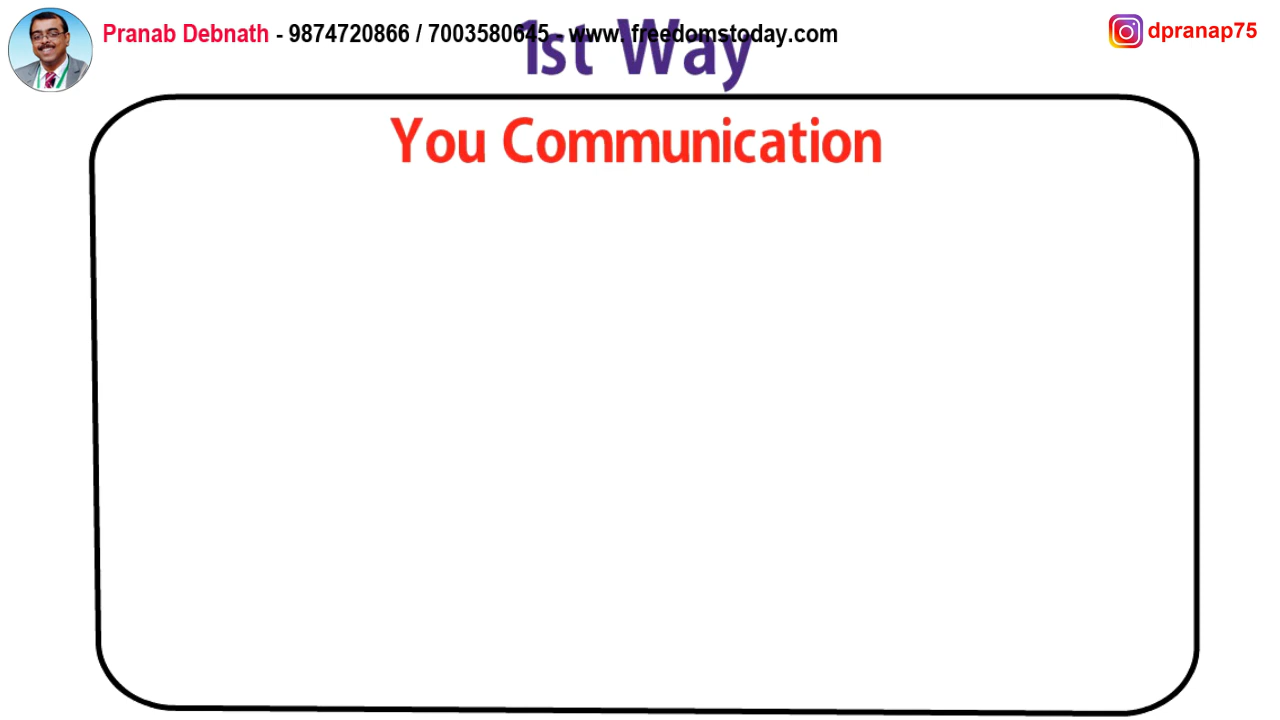 Pranab Debnath - 9874720866 / 7003580645 - www. freedomstoday.com
dpranap75
1st Way
You Communication